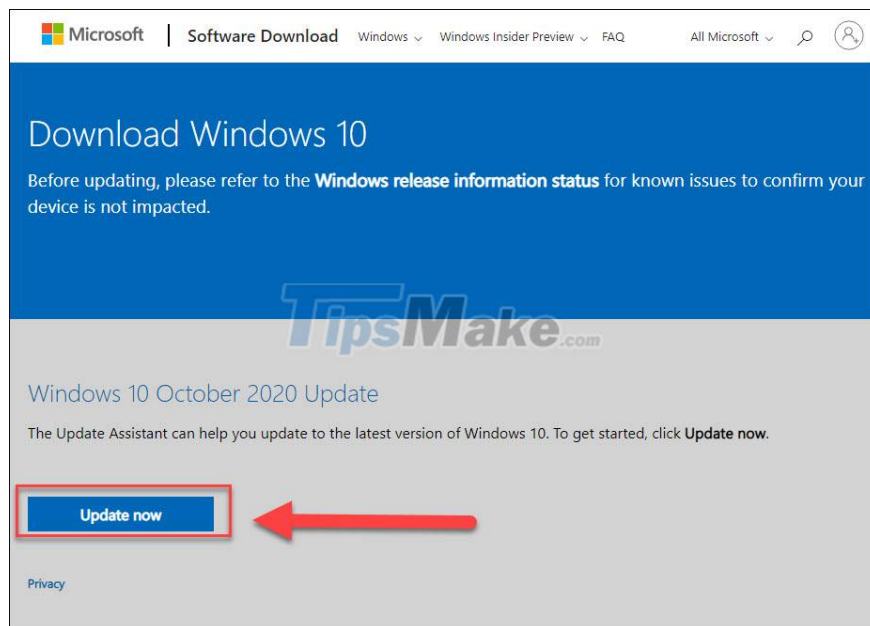 Microsoft | Software Download Windows Windows Insider Preview FAQ All Microsoft
Download Windows 10
Before updating, please refer to the Windows release information status for known issues to confirm your
device is not impacted.
TipsMake.com
Windows 10 October 2020 Update
The Update Assistant can help you update to the latest version of Windows 10. To get started, click Update now.
Update now
Privacy